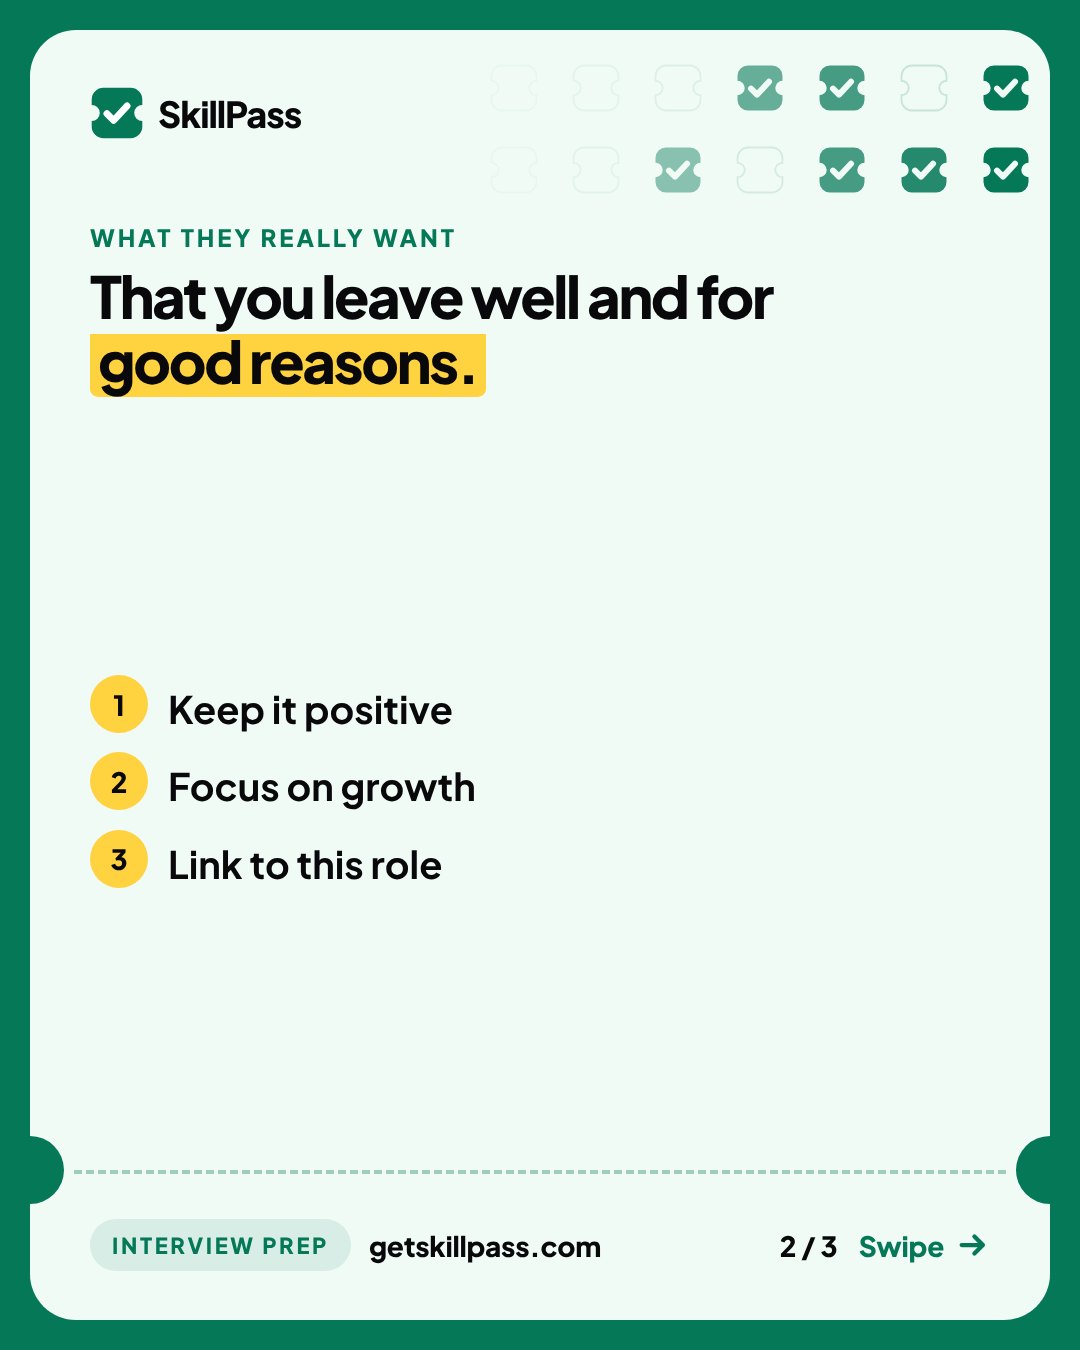 SkillPass
WHAT THEY REALLY WANT
That you leave well and for
good reasons.
1 Keep it positive
2 Focus on growth
3 Link to this role
INTERVIEW PREP getskillpass.com 2 / 3 Swipe →